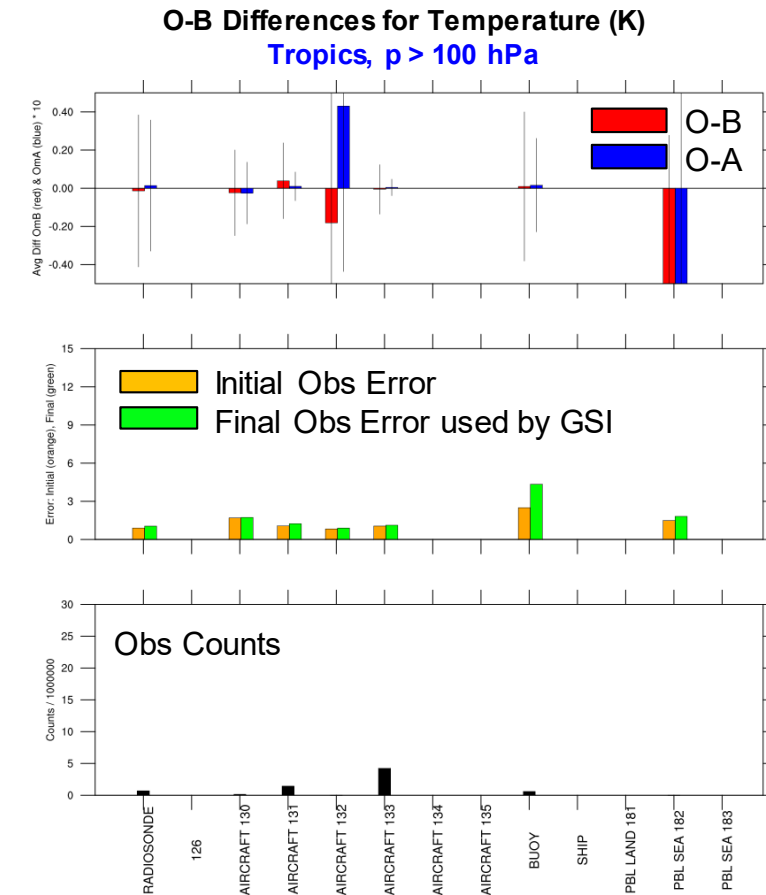 O-B Differences for Temperature (K)
Tropics, p > 100 hPa
Avg Diff OmB (red) & OmA (blue) * 10
0.40
0.20
0.00
-0.20
-0.40
O-B
O-A
Error: Initial (orange), Final (green)
15
12
9
6
3
0
Initial Obs Error
Final Obs Error used by GSI
Counts / 1000000
30
25
20
15
10
5
0
Obs Counts
RADIOSONDE
126
AIRCRAFT 130
AIRCRAFT 131
AIRCRAFT 132
AIRCRAFT 133
AIRCRAFT 134
AIRCRAFT 135
BUOY
SHIP
PBL LAND 181
PBL SEA 182
PBL SEA 183